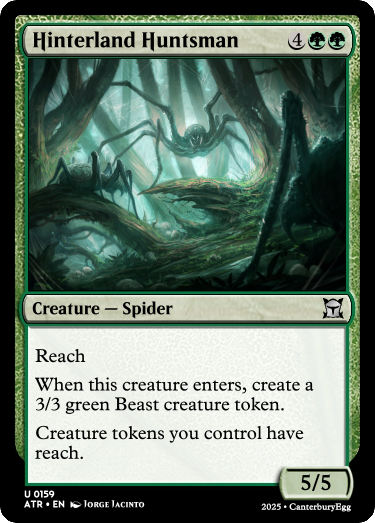 Hinterland Huntsman 4
Creature — Spider
Reach
When this creature enters, create a
3/3 green Beast creature token.
Creature tokens you control have
reach.
5/5
U 0159
ATR • EN Jorge Jacinto
2025 • CanterburyEgg